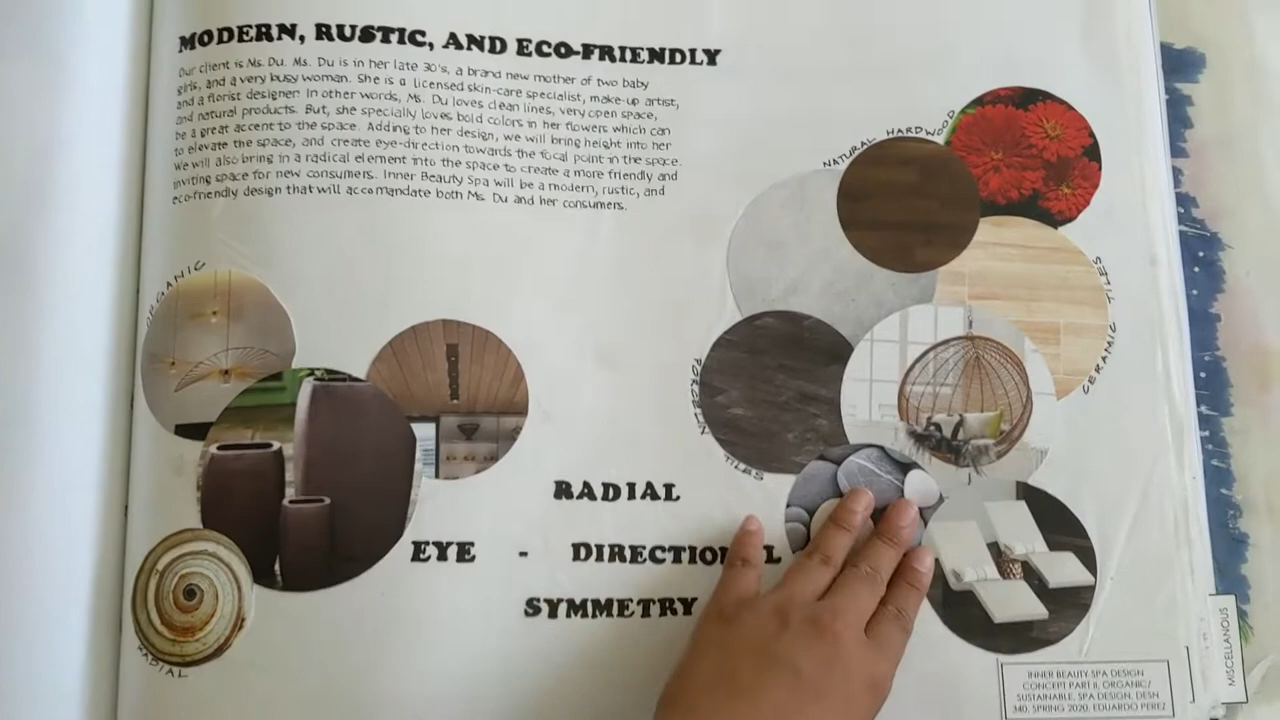 MODERN, RUSTIC, AND ECO-FRIENDLY
Our client is Ms. Du. Ms. Du is in her late 30's, a brand new mother of two baby
girls, and a very busy woman. She is a licensed skin-care specialist, make-up artist,
and a florist designer. In other words, Ms. Du loves clean lines, very open space,
and natural products. But, she specially loves bold colors in her flowers which can
be a great accent to the space. Adding to her design, we will bring height into her
to elevate the space, and create eye-direction towards the focal point in the space.
We will also bring in a radical element into the space to create a more friendly and
inviting space for new consumers. Inner Beauty Spa will be a modern, rustic, and
eco-friendly design that will accomandate both Ms. Du and her consumers.
NATURAL HARDWOOD
ORGANIC
CERAMIC TILES
PORCELIN TILES
RADIAL
EYE - DIRECTIONAL
SYMMETRY
RADIAL
INNER BEAUTY SPA DESIGN
CONCEPT PART II, ORGANIC/
SUSTAINABLE, SPA DESIGN, DESN
340, SPRING 2020, EDUARDO PEREZ
MISCELLANOUS